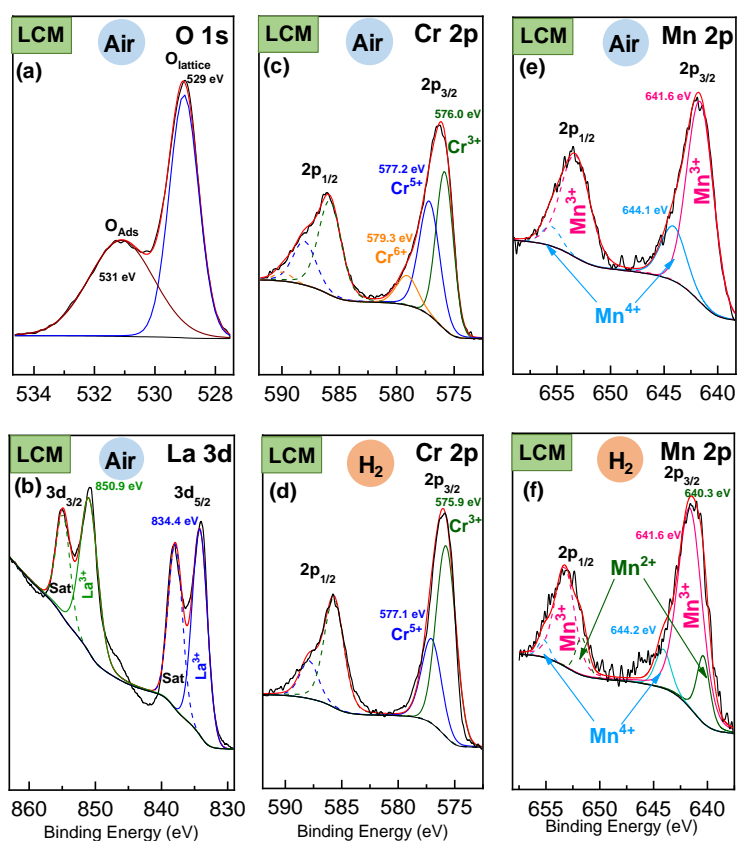 LCM Air O 1s
(a)
Olattice
529 eV
OAds
531 eV
534 531 528
LCM Air Cr 2p
(c)
2p3/2
576.0 eV
Cr3+
577.2 eV
Cr5+
2p1/2
579.3 eV
Cr6+
590 585 580 575
LCM Air Mn 2p
(e)
2p3/2
641.6 eV
2p1/2
Mn3+
Mn3+
644.1 eV
Mn4+
655 650 645 640
LCM Air La 3d
(b)
850.9 eV
3d3/2
3d5/2
834.4 eV
Sat
La3+
Sat
La3+
860 850 840 830
Binding Energy (eV)
LCM H2 Cr 2p
(d)
2p3/2
575.9 eV
Cr3+
2p1/2
577.1 eV
Cr5+
590 585 580 575
Binding Energy (eV)
LCM H2 Mn 2p
(f)
2p3/2
640.3 eV
641.6 eV
2p1/2
Mn2+
Mn3+
Mn3+
644.2 eV
Mn4+
655 650 645 640
Binding Energy (eV)